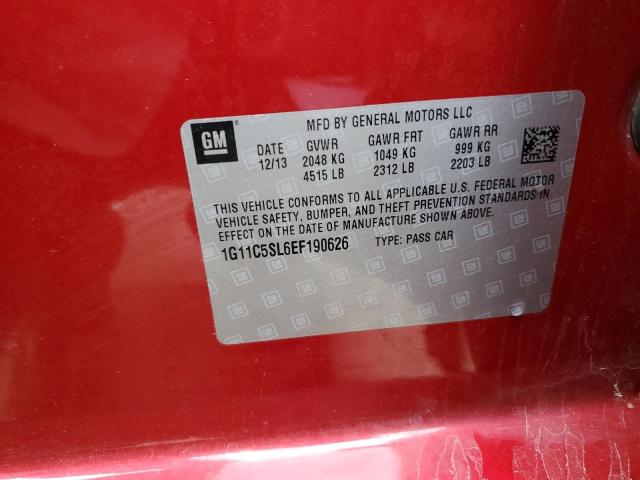 GM
MFD BY GENERAL MOTORS LLC
DATE GVWR GAWR FRT GAWR RR
12/13 2048 KG 1049 KG 999 KG
4515 LB 2312 LB 2203 LB
THIS VEHICLE CONFORMS TO ALL APPLICABLE U.S. FEDERAL MOTOR
VEHICLE SAFETY, BUMPER, AND THEFT PREVENTION STANDARDS IN
EFFECT ON THE DATE OF MANUFACTURE SHOWN ABOVE.
1G11C5SL6EF190626 TYPE: PASS CAR